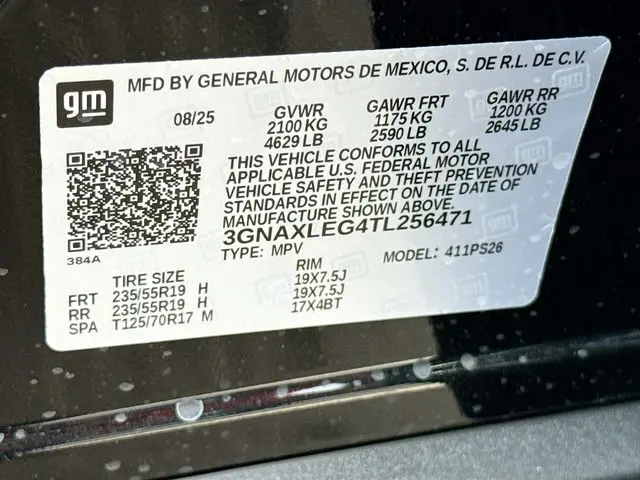 gm
MFD BY GENERAL MOTORS DE MEXICO, S. DE R.L. DE C.V.
08/25 GVWR GAWR FRT GAWR RR
2100 KG 1175 KG 1200 KG
4629 LB 2590 LB 2645 LB
THIS VEHICLE CONFORMS TO ALL
APPLICABLE U.S. FEDERAL MOTOR
VEHICLE SAFETY AND THEFT PREVENTION
STANDARDS IN EFFECT ON THE DATE OF
MANUFACTURE SHOWN ABOVE.
3GNAXLEG4TL256471
384A TYPE: MPV MODEL: 411PS26
TIRE SIZE RIM
FRT 235/55R19 H 19X7.5J
RR 235/55R19 H 19X7.5J
SPA T125/70R17 M 17X4BT